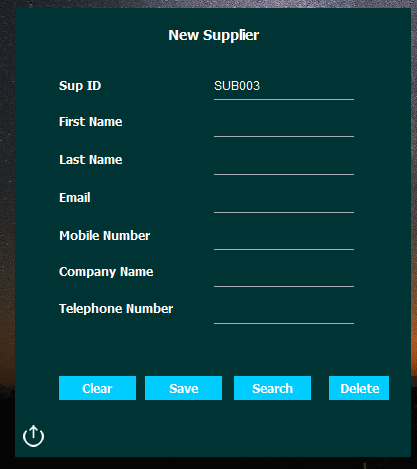 New Supplier
Sup ID SUB003
First Name
Last Name
Email
Mobile Number
Company Name
Telephone Number
Clear Save Search Delete